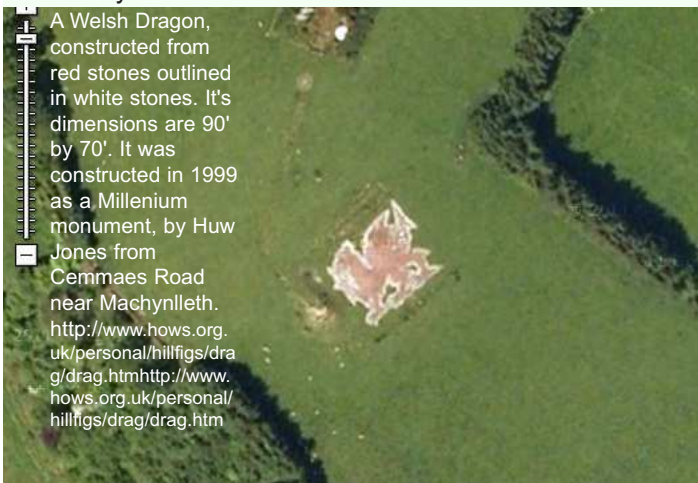 A Welsh Dragon,
constructed from
red stones outlined
in white stones. It's
dimensions are 90'
by 70'. It was
constructed in 1999
as a Millenium
monument, by Huw
Jones from
Cemmaes Road
near Machynlleth.
http://www.hows.org.
uk/personal/hillfigs/dra
g/drag.htmhttp://www.
hows.org.uk/personal/
hillfigs/drag/drag.htm